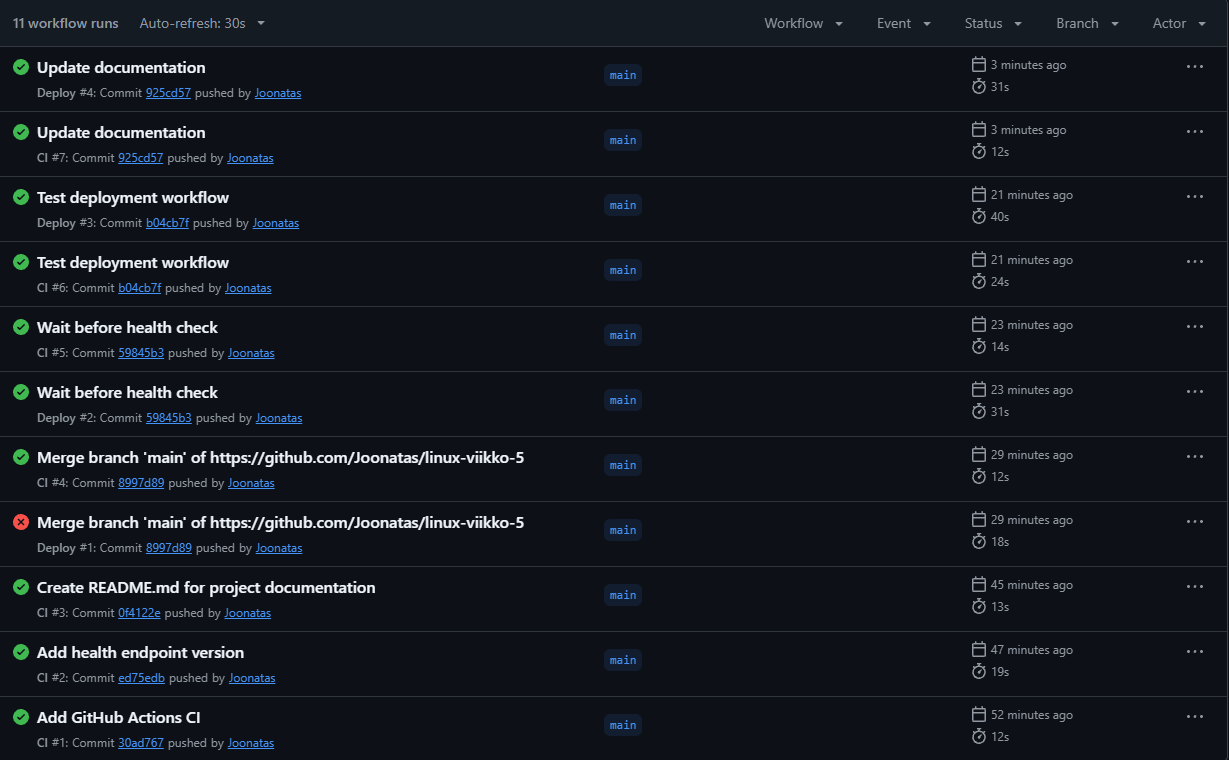 11 workflow runs Auto-refresh: 30s Workflow Event Status Branch Actor
Update documentation main 3 minutes ago
Deploy #4: Commit 925cd57 pushed by Joonatas 31s
Update documentation main 3 minutes ago
CI #7: Commit 925cd57 pushed by Joonatas 12s
Test deployment workflow main 21 minutes ago
Deploy #3: Commit b04cb7f pushed by Joonatas 40s
Test deployment workflow main 21 minutes ago
CI #6: Commit b04cb7f pushed by Joonatas 24s
Wait before health check main 23 minutes ago
CI #5: Commit 59845b3 pushed by Joonatas 14s
Wait before health check main 23 minutes ago
Deploy #2: Commit 59845b3 pushed by Joonatas 31s
Merge branch 'main' of https://github.com/Joonatas/linux-viikko-5 main 29 minutes ago
CI #4: Commit 8997d89 pushed by Joonatas 12s
Merge branch 'main' of https://github.com/Joonatas/linux-viikko-5 main 29 minutes ago
Deploy #1: Commit 8997d89 pushed by Joonatas 18s
Create README.md for project documentation main 45 minutes ago
CI #3: Commit 0f4122e pushed by Joonatas 13s
Add health endpoint version main 47 minutes ago
CI #2: Commit ed75edb pushed by Joonatas 19s
Add GitHub Actions CI main 52 minutes ago
CI #1: Commit 30ad767 pushed by Joonatas 12s